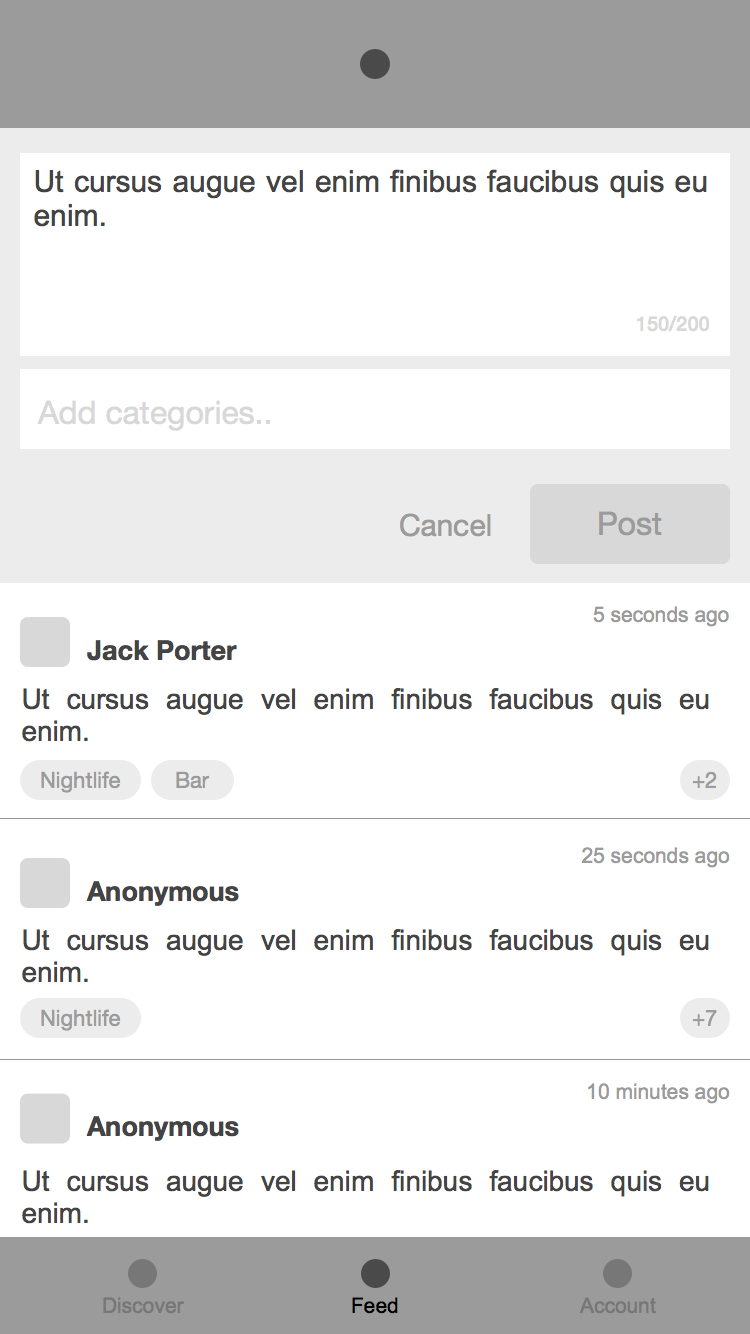 Ut cursus augue vel enim finibus faucibus quis eu
enim.
150/200
Add categories..
Cancel
Post
5 seconds ago
Jack Porter
Ut cursus augue vel enim finibus faucibus quis eu
enim.
Nightlife
Bar
+2
25 seconds ago
Anonymous
Ut cursus augue vel enim finibus faucibus quis eu
enim.
Nightlife
+7
10 minutes ago
Anonymous
Ut cursus augue vel enim finibus faucibus quis eu
enim.
Discover
Feed
Account